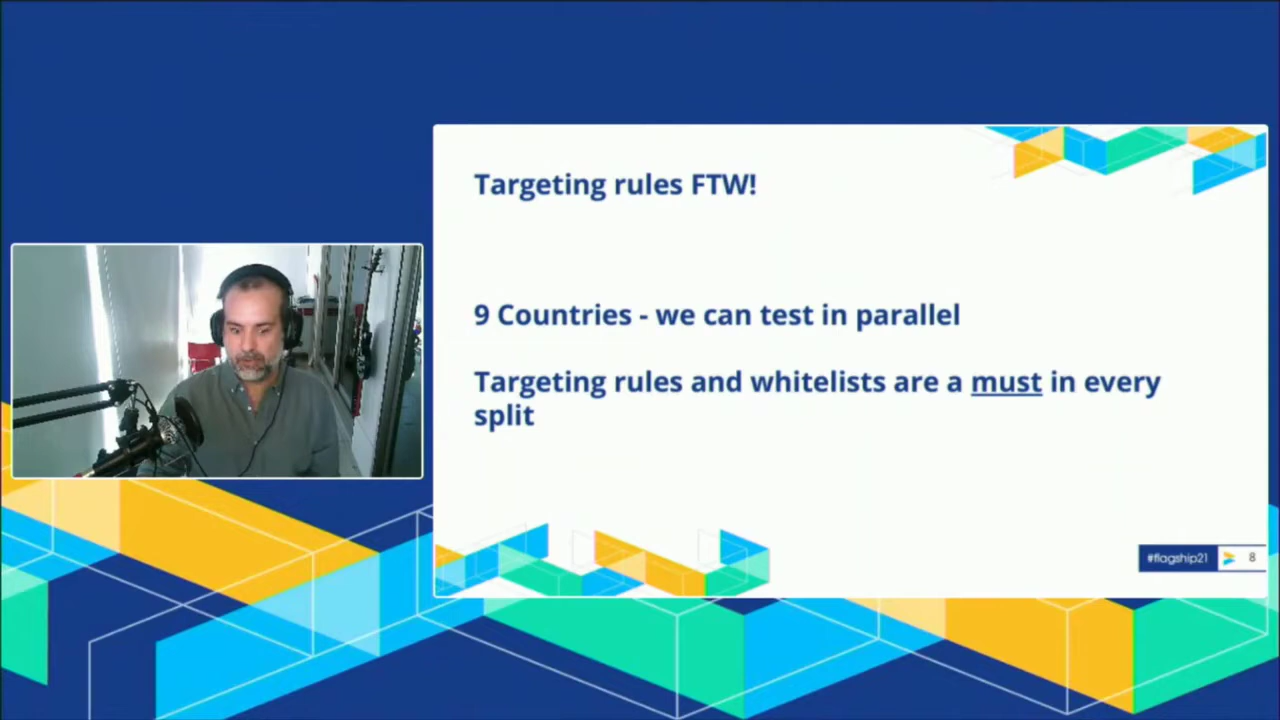 Targeting rules FTW!
9 Countries - we can test in parallel
Targeting rules and whitelists are a must in every
split
#flagship21
8